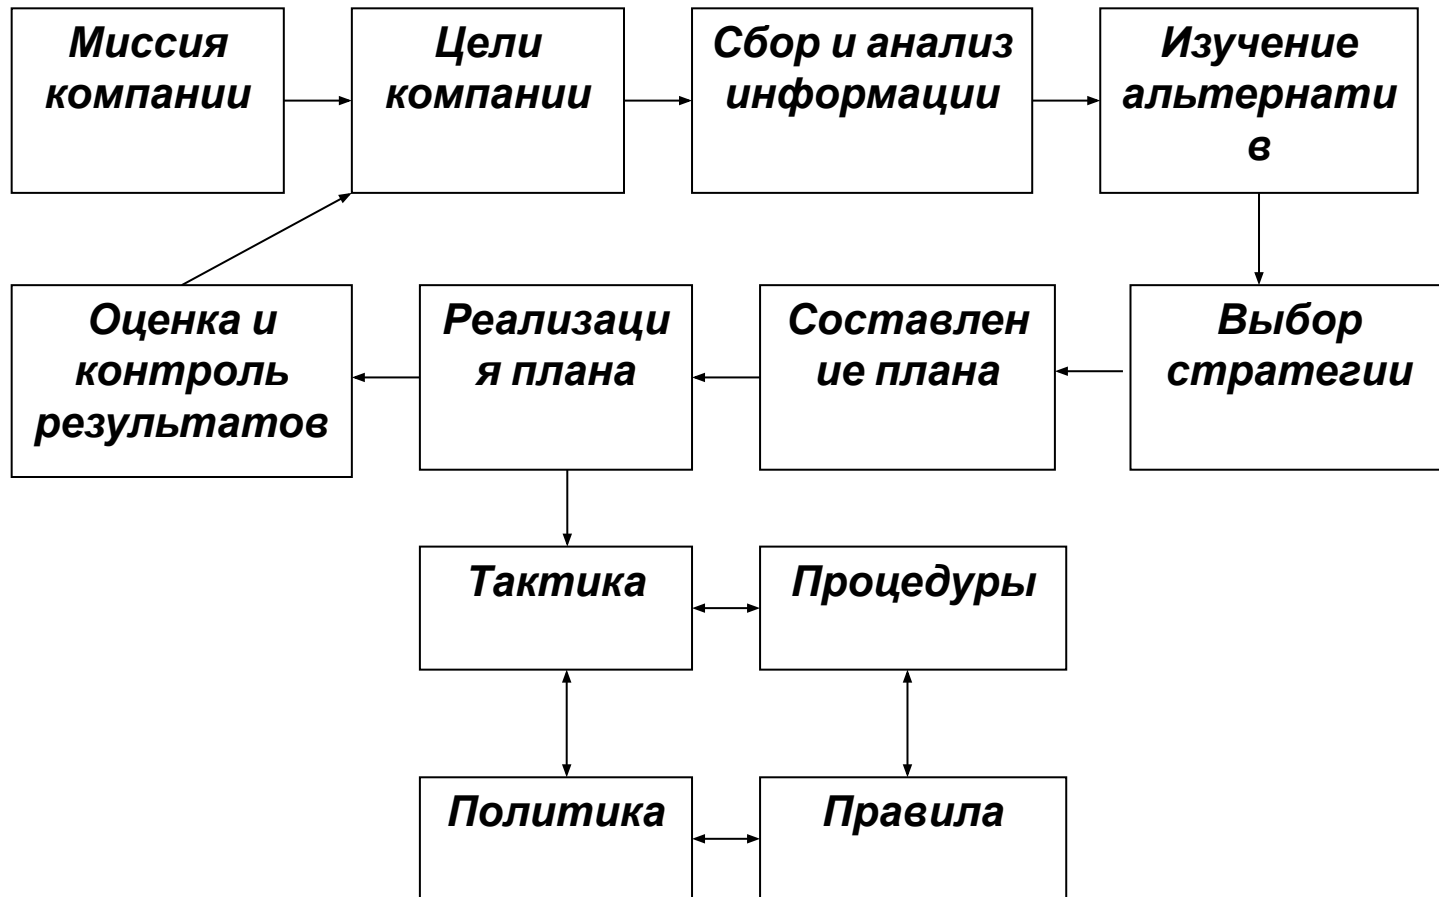 Миссия
компании
Цели
компании
Сбор и анализ
информации
Изучение
альтернати
в
Оценка и
контроль
результатов
Реализаци
я плана
Составлен
ие плана
Выбор
стратегии
Тактика
Процедуры
Политика
Правила